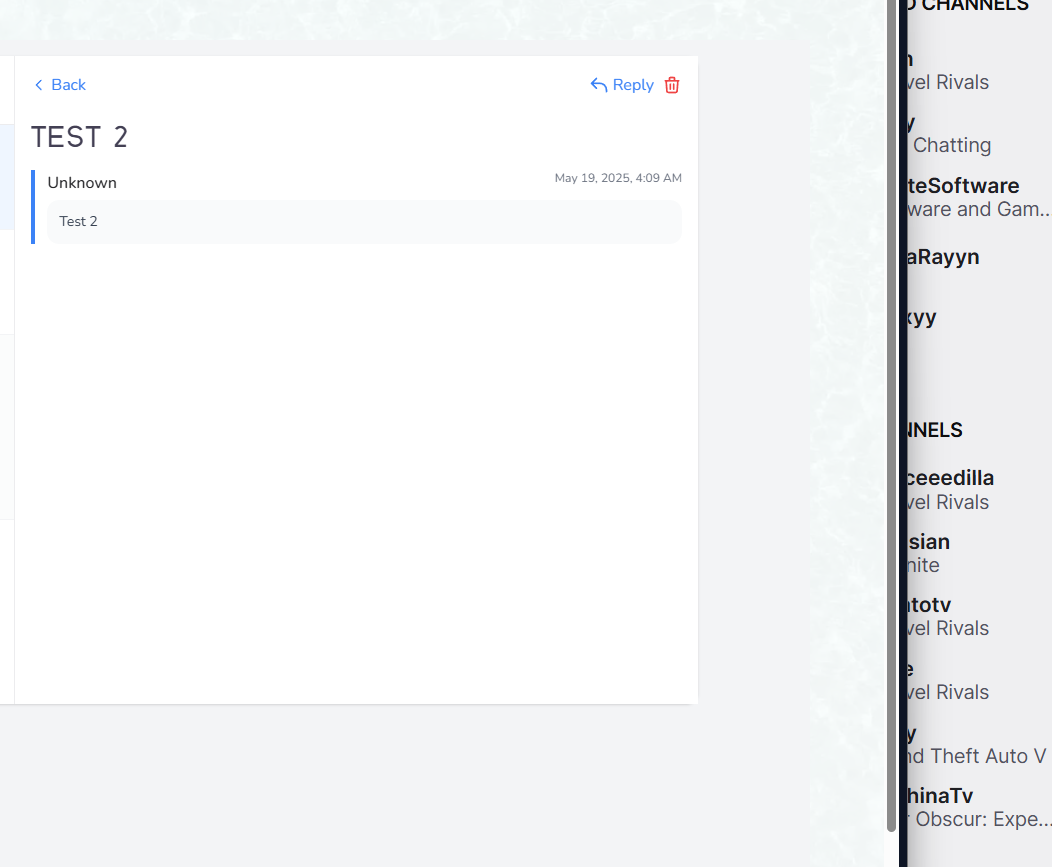 Back
Reply
TEST 2
Unknown
May 19, 2025, 4:09 AM
Test 2
CHANNELS
vel Rivals
Chatting
teSoftware
ware and Gam...
aRayyn
xyy
NNELS
ceeedilla
vel Rivals
sian
nite
ntotv
vel Rivals
e
vel Rivals
y
nd Theft Auto V
hinaTv
Obscur: Expe...